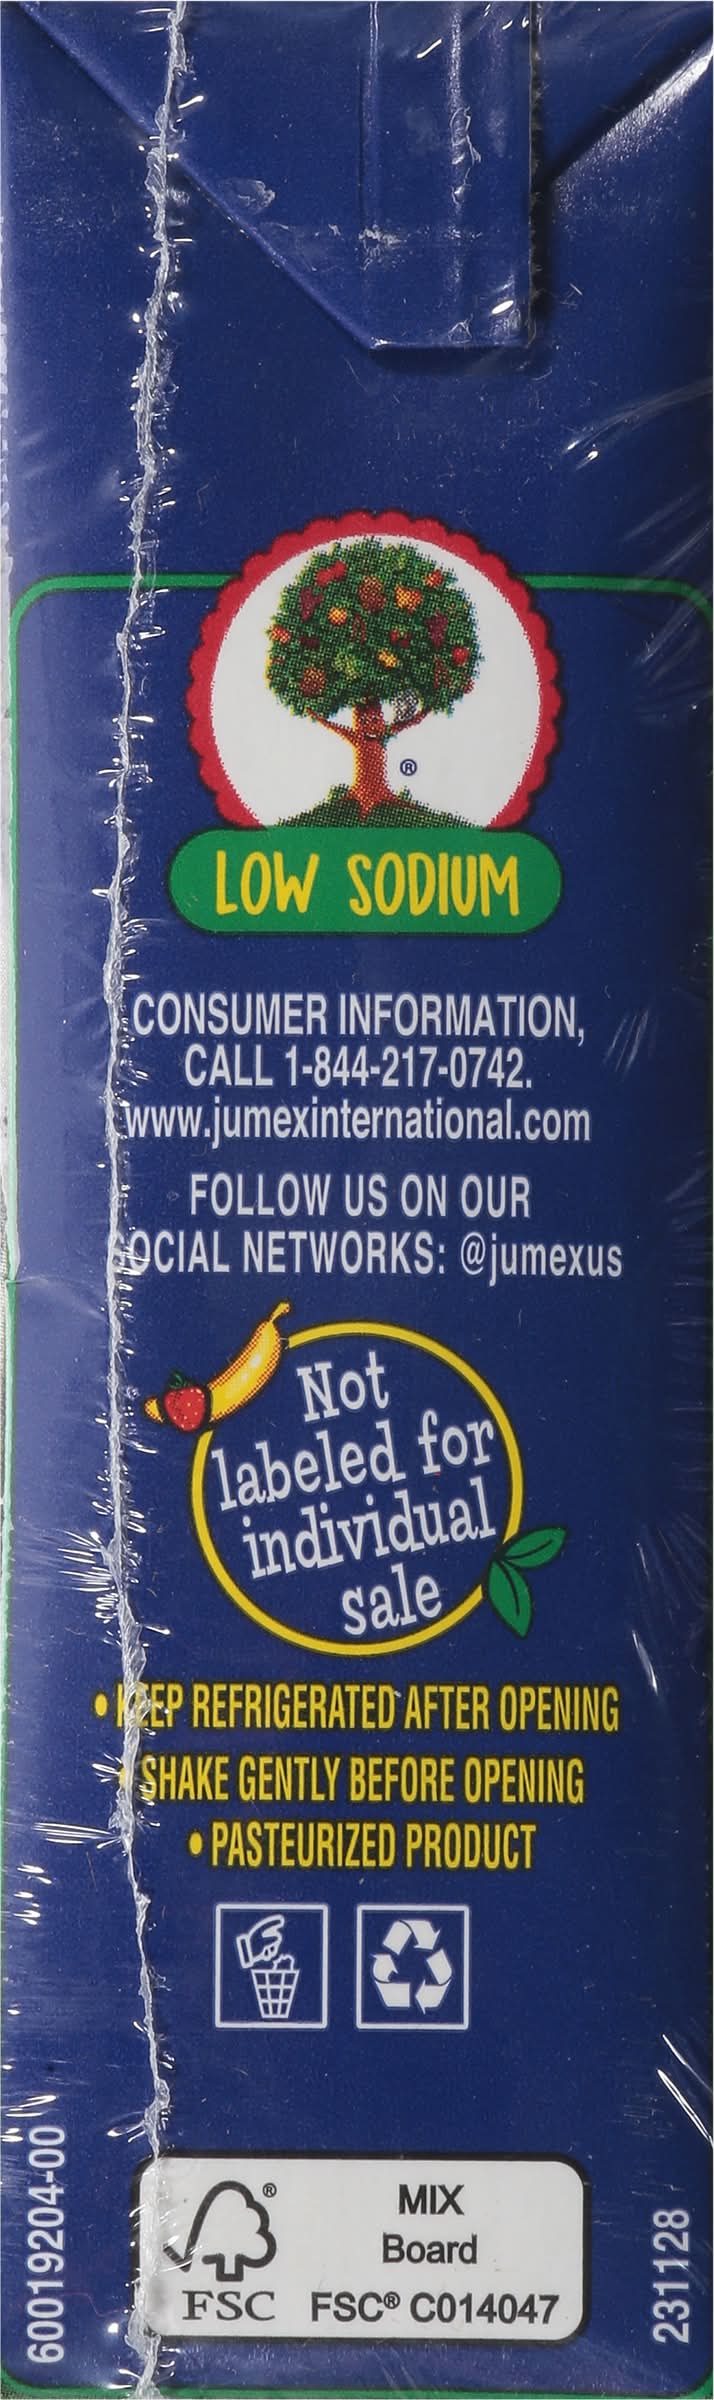 ®
LOW SODIUM
CONSUMER INFORMATION,
CALL 1-844-217-0742.
www.jumexinternational.com
FOLLOW US ON OUR
SOCIAL NETWORKS: @jumexus
Not
labeled for
individual
sale
• KEEP REFRIGERATED AFTER OPENING
• SHAKE GENTLY BEFORE OPENING
• PASTEURIZED PRODUCT
60019204-00
®
FSC
MIX
Board
FSC® C014047
231128